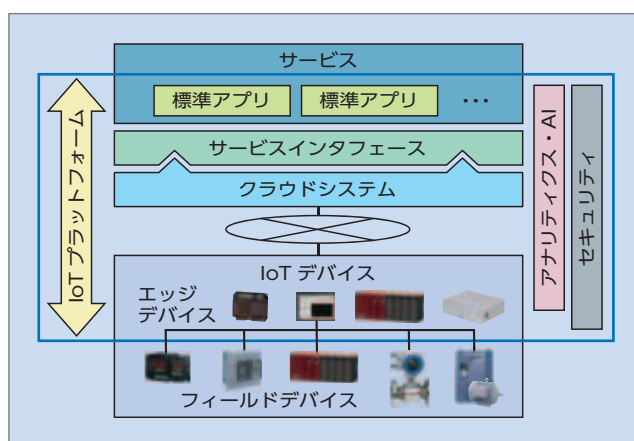 サービス
標準アプリ
標準アプリ
・・・
サービスインタフェース
クラウドシステム
IoT デバイス
エッジ
デバイス
フィールドデバイス
IoT プラットフォーム
アナリティクス・AI
セキュリティ